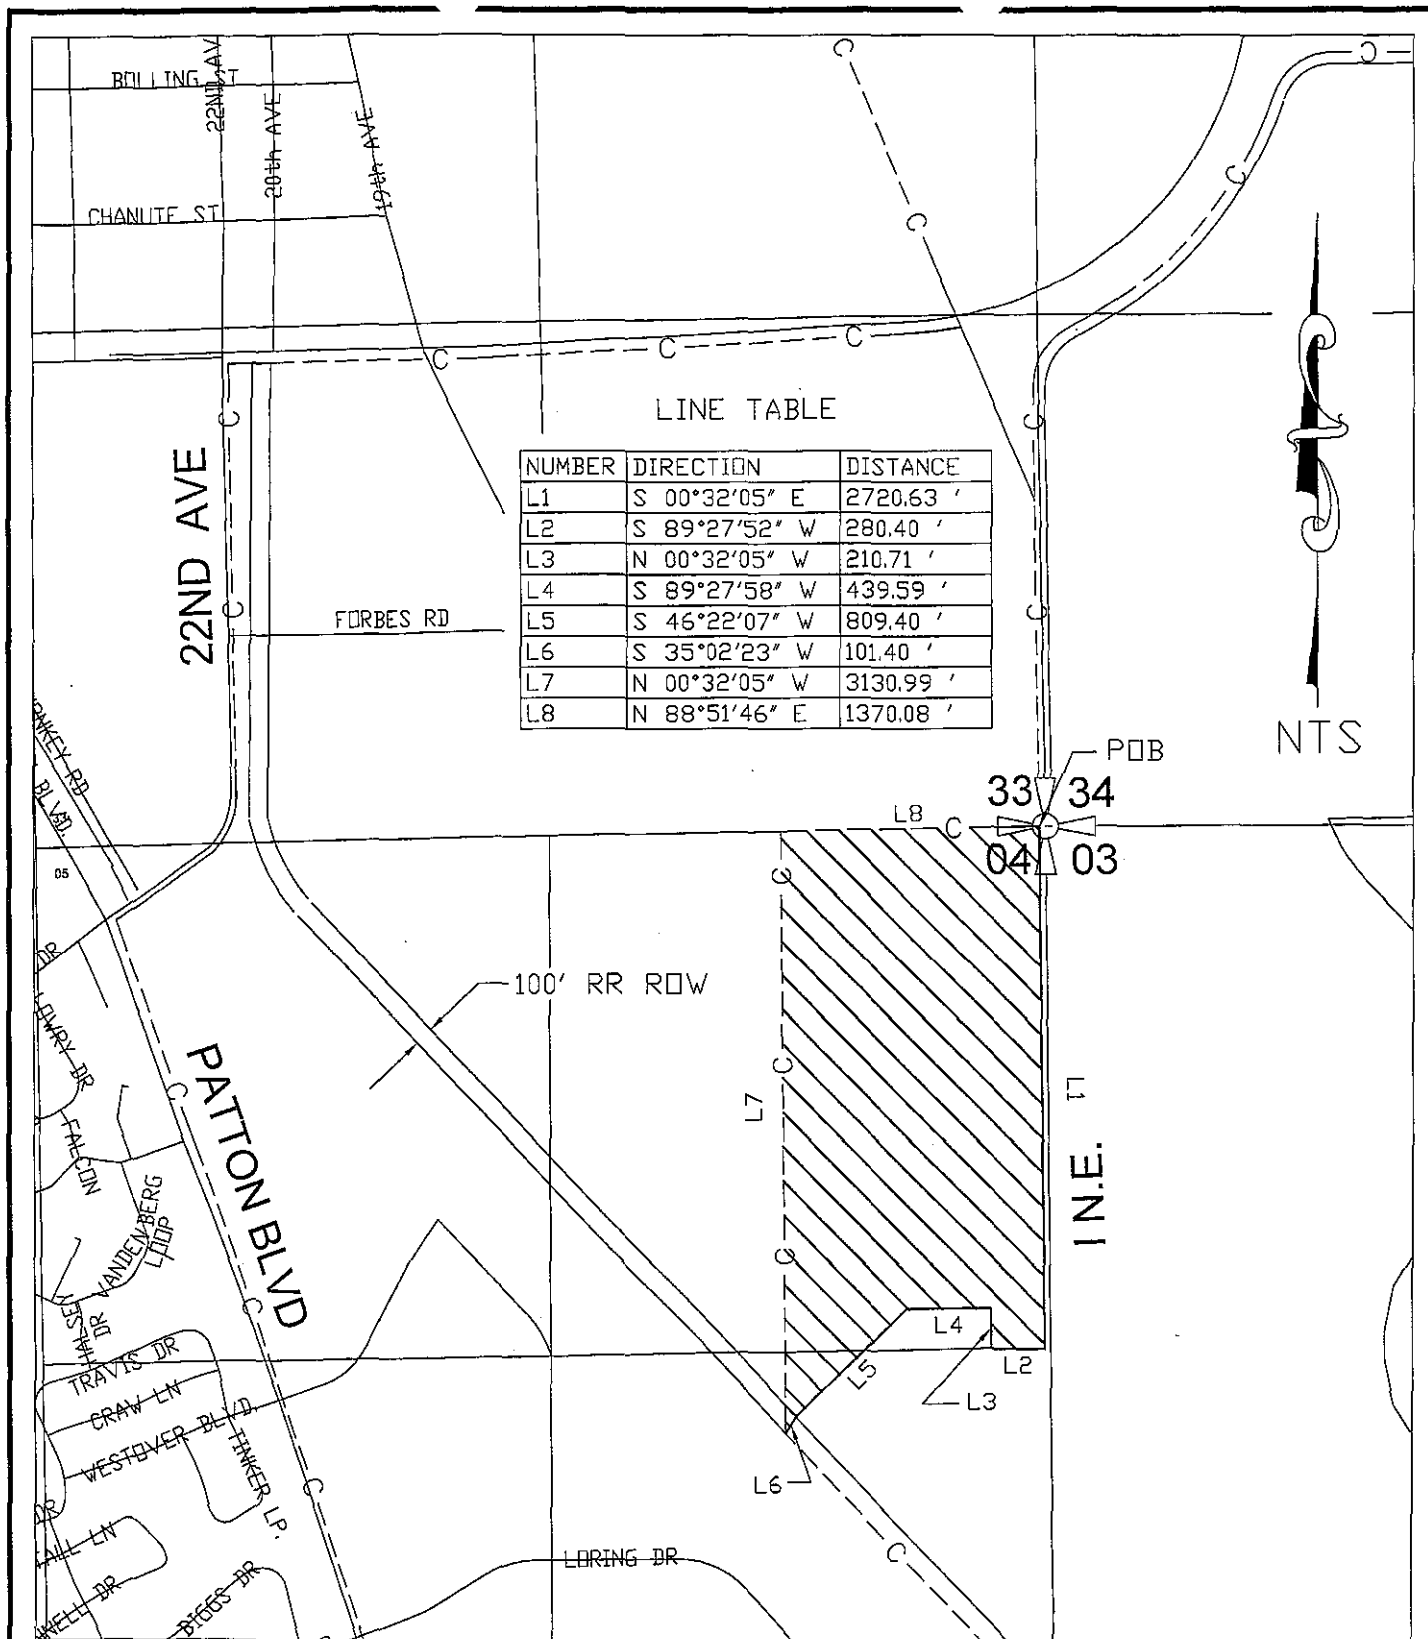 BOLLING ST
22ND AV
20th AVE
19th AVE
CHANUTE ST
C
C
C
C
C
C
C
LINE TABLE
NUMBER DIRECTION DISTANCE
L1 S 00°32'05" E 2720.63 '
L2 S 89°27'52" W 280.40 '
L3 N 00°32'05" W 210.71 '
L4 S 89°27'58" W 439.59 '
L5 S 46°22'07" W 809.40 '
L6 S 35°02'23" W 101.40 '
L7 N 00°32'05" W 3130.99 '
L8 N 88°51'46" E 1370.08 '
C
C
22ND AVE
C
C
FORBES RD
NTS
POB
33 34
04 03
L8
C
RD
BLVD.
05
DR
100' RR ROW
LOWRY DR
FALCON
VANDENBERG
LOOP
PATTON BLVD
C
C
C
C
C
C
L7
L1
I N.E.
L4
L2
L3
L5
L6
DR
TRAVIS DR
CRAW LN
WESTOVER BLVD.
TINKER LP.
DR
LN
DR
BIGGS DR
LORING DR
C